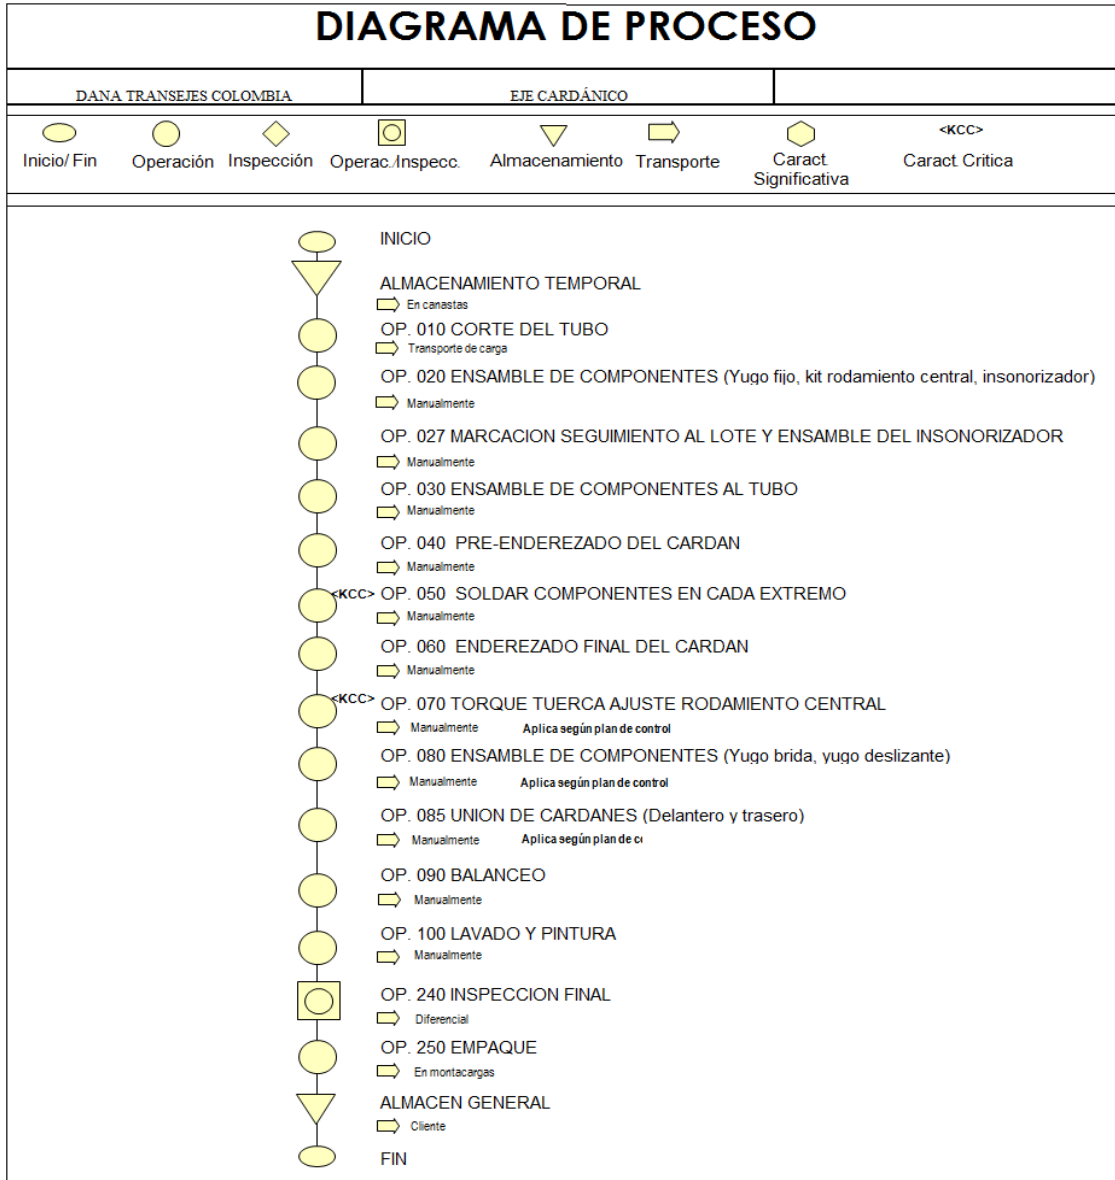 DIAGRAMA DE PROCESO
DANA TRANSEJES COLOMBIA
EJE CARDÁNICO
Inicio/ Fin
Operación
Inspección
Operac./Inspecc.
Almacenamiento
Transporte
Caract.
Significativa
<KCC>
Caract. Critica
INICIO
ALMACENAMIENTO TEMPORAL
En canastas
OP. 010 CORTE DEL TUBO
Transporte de carga
OP. 020 ENSAMBLE DE COMPONENTES (Yugo fijo, kit rodamiento central, insonorizador)
Manualmente
OP. 027 MARCACION SEGUIMIENTO AL LOTE Y ENSAMBLE DEL INSONORIZADOR
Manualmente
OP. 030 ENSAMBLE DE COMPONENTES AL TUBO
Manualmente
OP. 040 PRE-ENDEREZADO DEL CARDAN
Manualmente
<KCC> OP. 050 SOLDAR COMPONENTES EN CADA EXTREMO
Manualmente
OP. 060 ENDEREZADO FINAL DEL CARDAN
Manualmente
<KCC> OP. 070 TORQUE TUERCA AJUSTE RODAMIENTO CENTRAL
Manualmente Aplica según plan de control
OP. 080 ENSAMBLE DE COMPONENTES (Yugo brida, yugo deslizante)
Manualmente Aplica según plan de control
OP. 085 UNION DE CARDANES (Delantero y trasero)
Manualmente Aplica según plan de c
OP. 090 BALANCEO
Manualmente
OP. 100 LAVADO Y PINTURA
Manualmente
OP. 240 INSPECCION FINAL
Diferencial
OP. 250 EMPAQUE
En montacargas
ALMACEN GENERAL
Cliente
FIN